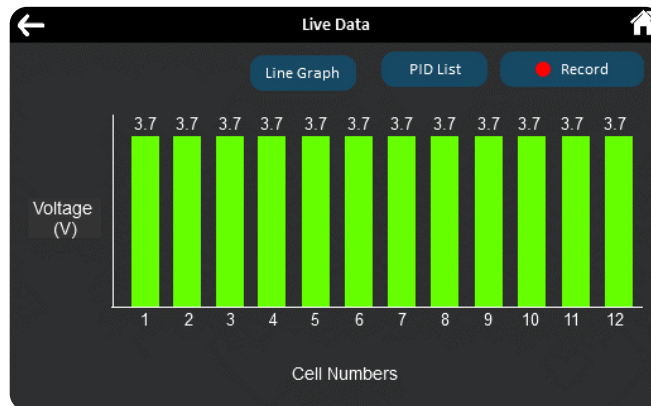 Live Data
Line Graph PID List Record
3.7 3.7 3.7 3.7 3.7 3.7 3.7 3.7 3.7 3.7 3.7 3.7
Voltage
(V)
1 2 3 4 5 6 7 8 9 10 11 12
Cell Numbers